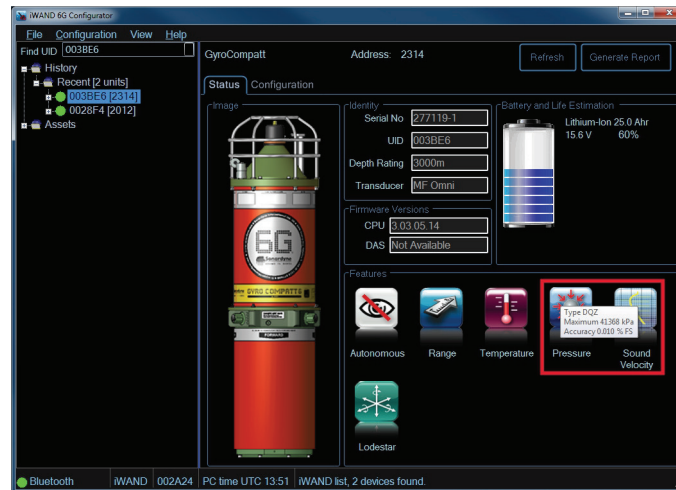 iWAND 6G Configurator
File Configuration View Help
Find UID 003BE6
History
Recent [2 units]
003BE6 [2314]
0028F4 [2012]
Assets
GyroCompatt Address: 2314 Refresh Generate Report
Status Configuration
Image
6G
Sonardyne
GYRO COMPATT 6
FORWARD
Identity
Serial No 277119-1
UID 003BE6
Depth Rating 3000m
Transducer MF Omni
Firmware Versions
CPU 3.03.05.14
DAS Not Available
Battery and Life Estimation
Lithium-Ion 25.0 Ahr
15.6 V 60%
Features
Type DQZ
Maximum 41368 kPa
Accuracy 0.010 % FS
Autonomous Range Temperature Pressure Sound
Velocity
Lodestar
Bluetooth iWAND 002A24 PC time UTC 13:51 iWAND list, 2 devices found.